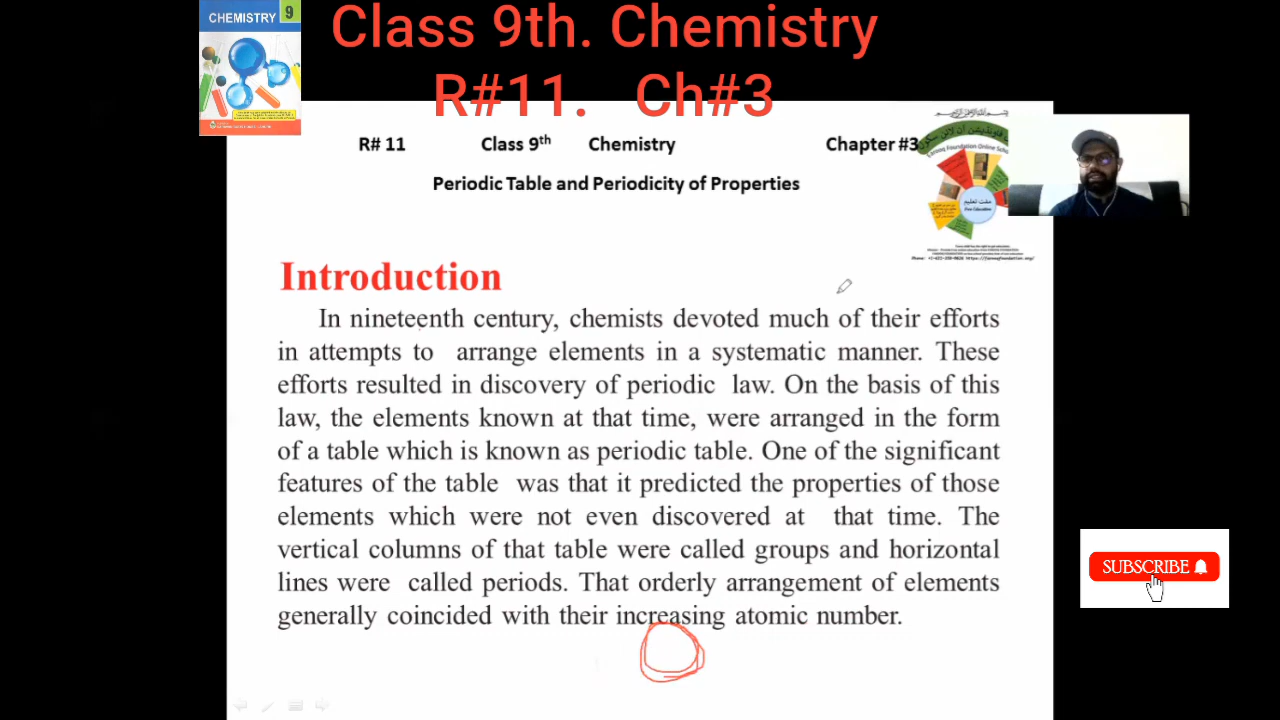 CHEMISTRY 9
Class 9th. Chemistry
R#11. Ch#3
R# 11 Class 9th Chemistry Chapter #3
Periodic Table and Periodicity of Properties
مفت تعلیم
Free Education
Introduction
In nineteenth century, chemists devoted much of their efforts
in attempts to arrange elements in a systematic manner. These
efforts resulted in discovery of periodic law. On the basis of this
law, the elements known at that time, were arranged in the form
of a table which is known as periodic table. One of the significant
features of the table was that it predicted the properties of those
elements which were not even discovered at that time. The
vertical columns of that table were called groups and horizontal
lines were called periods. That orderly arrangement of elements
generally coincided with their increasing atomic number.
SUBSCRIBE